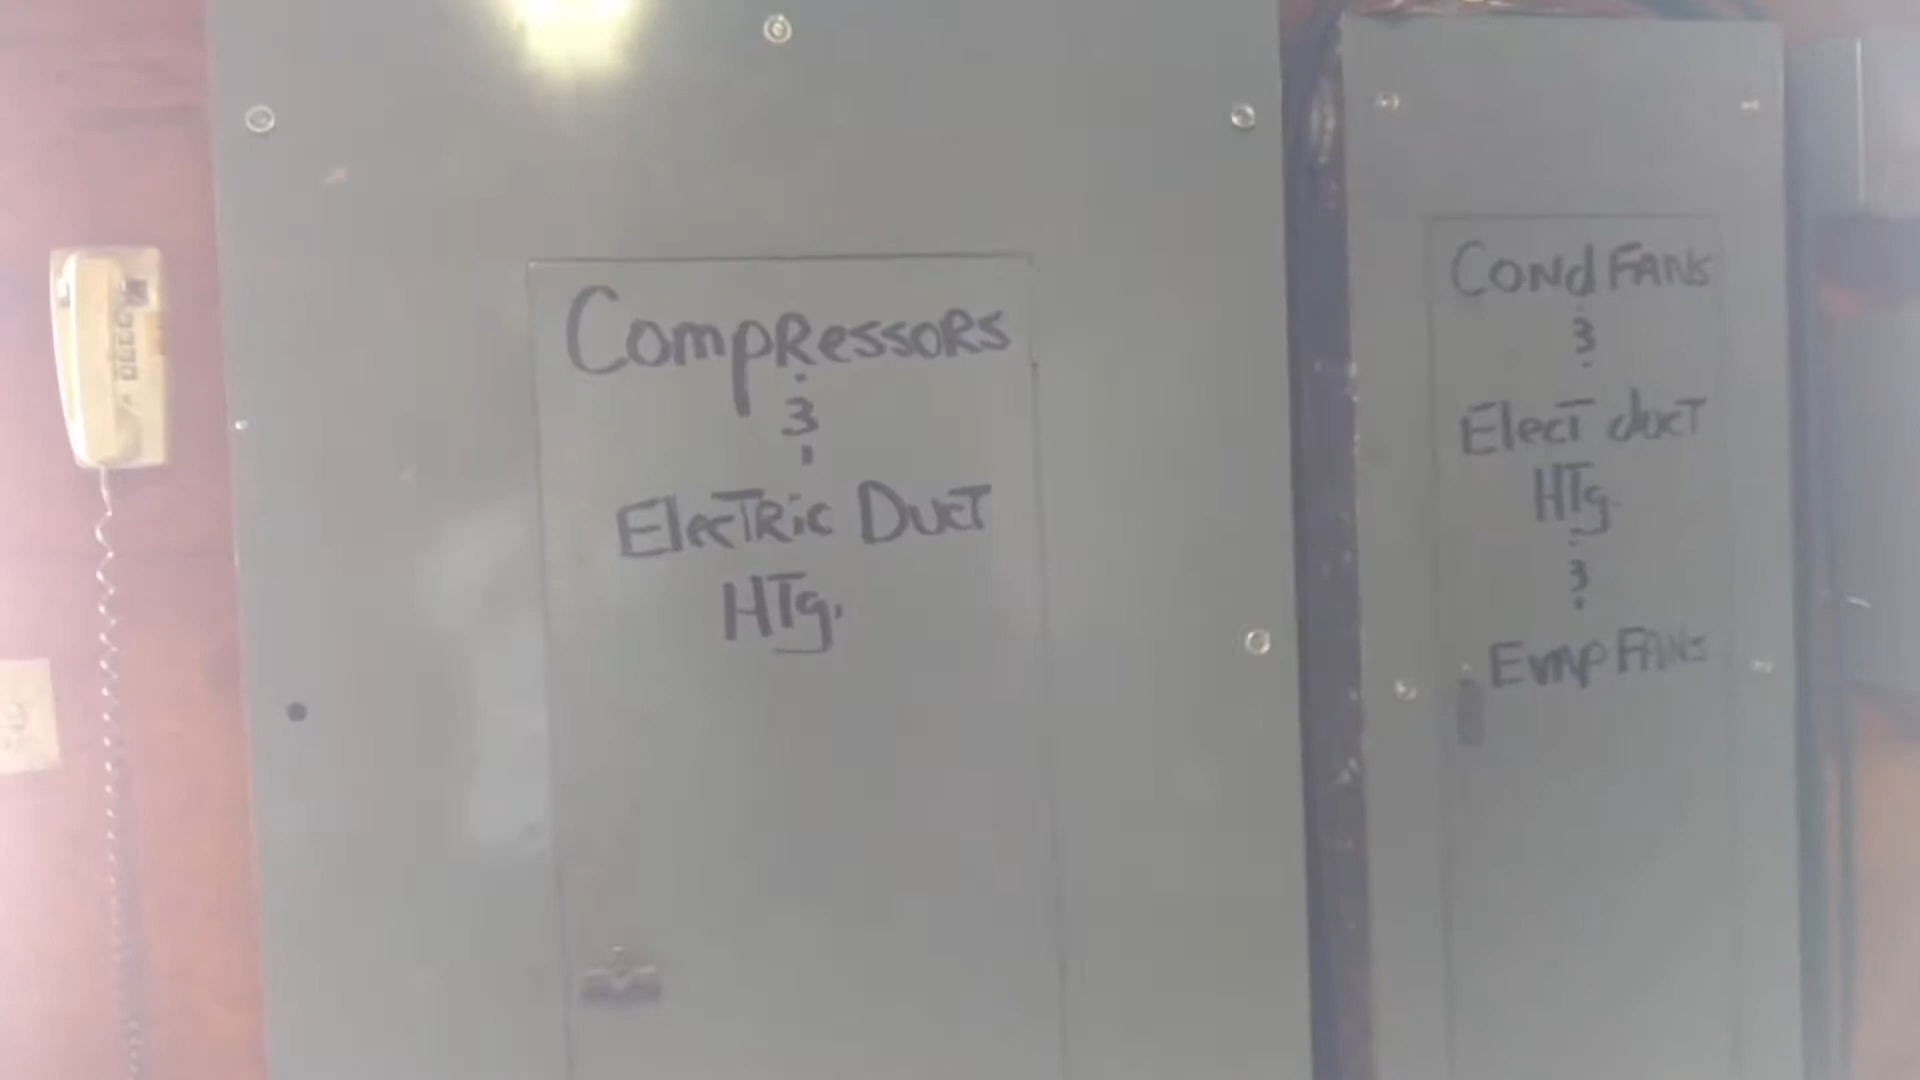 Compressors
&
Electric Duct
HTg.
Cond FANS
&
Elect duct
HTg.
&
Evap FANS